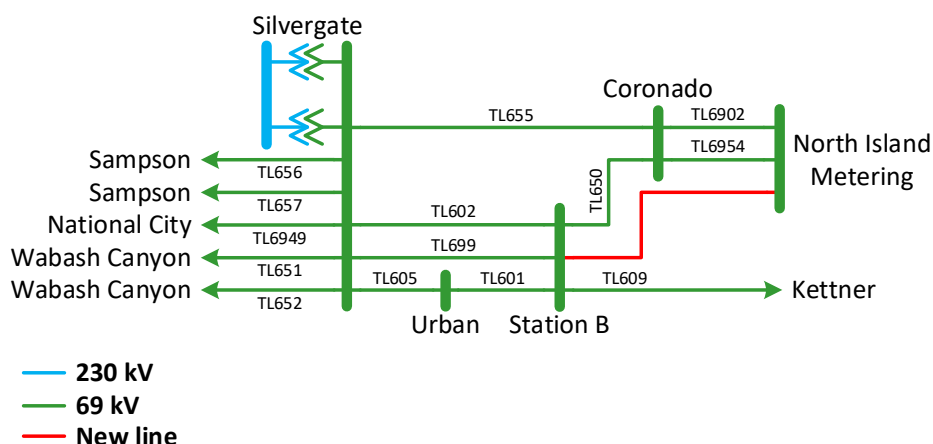 Silvergate
Coronado
TL655
TL6902
TL6954
North Island
Metering
Sampson
TL656
TL650
Sampson
TL657
National City
TL602
TL6949
Wabash Canyon
TL699
TL651
Wabash Canyon
TL605
TL601
TL609
Kettner
TL652
Urban
Station B
230 kV
69 kV
New line